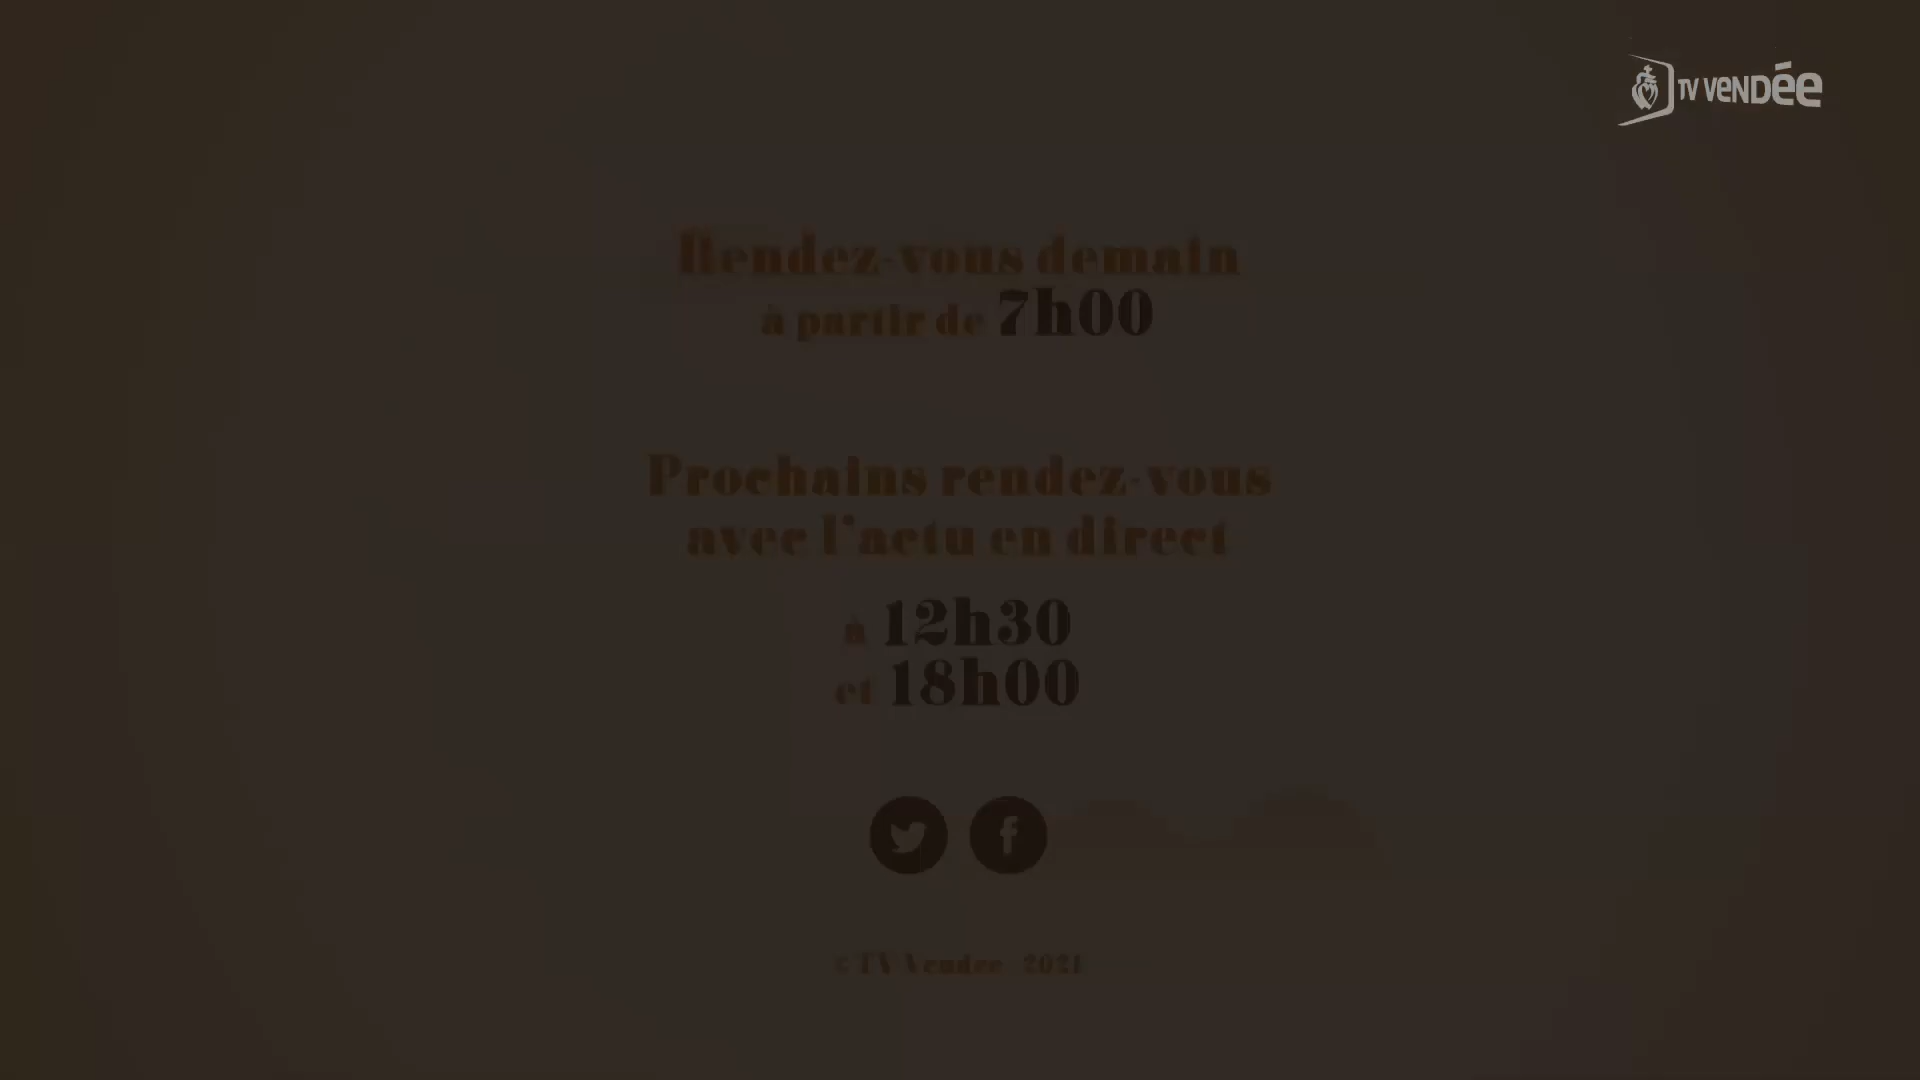 TV VENDÉE
Rendez-vous demain
à partir de 7h00
Prochains rendez-vous
avec l'actu en direct
à 12h30
et 18h00
© TV Vendée 2021